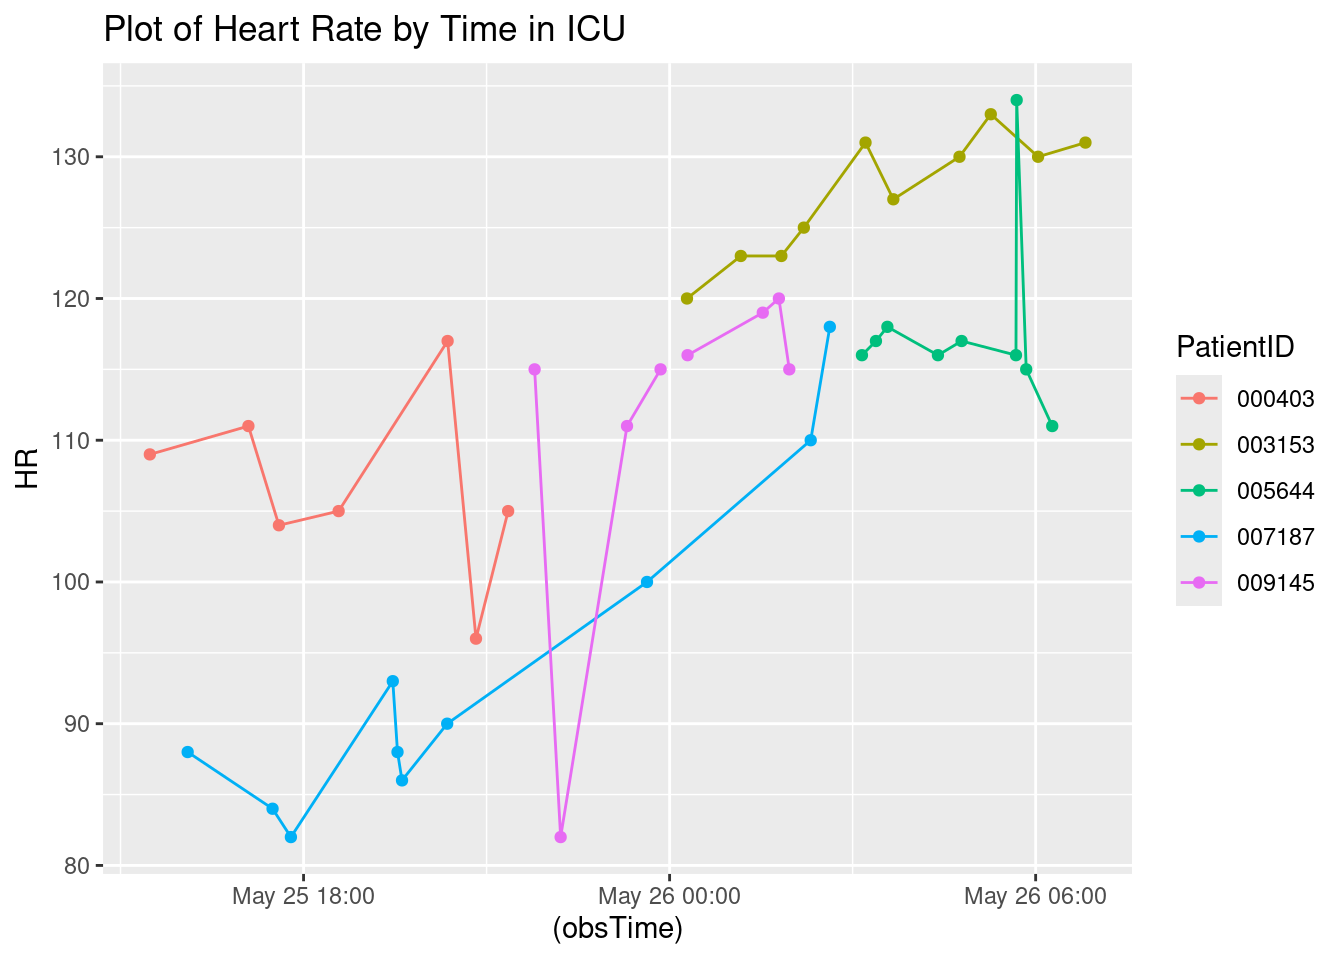 Plot of Heart Rate by Time in ICU
130
120
110
100
90
80
HR
May 25 18:00
May 26 00:00
May 26 06:00
(obsTime)
PatientID
000403
003153
005644
007187
009145